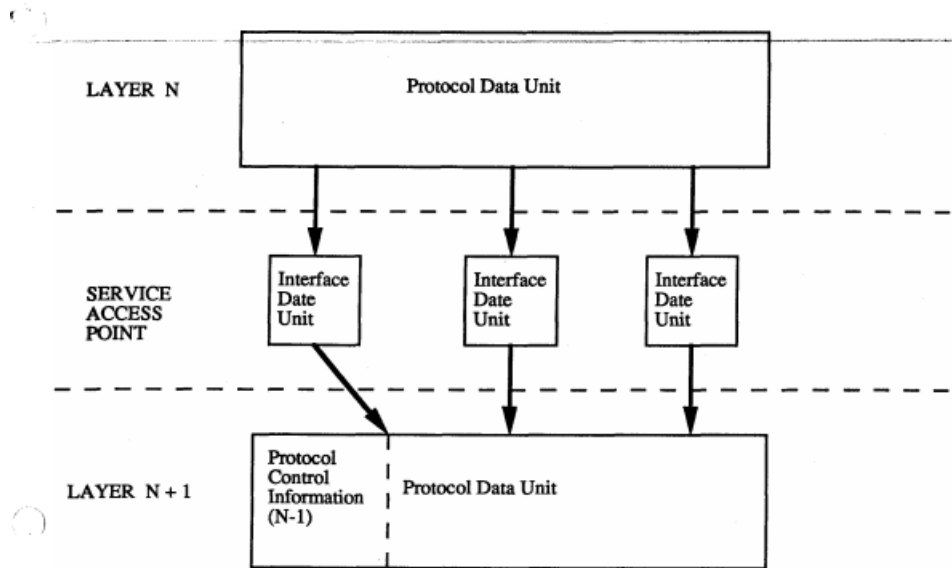 LAYER N
Protocol Data Unit
SERVICE
ACCESS
POINT
Interface
Date
Unit
Interface
Date
Unit
Interface
Date
Unit
LAYER N + 1
Protocol
Control
Information
(N-1)
Protocol Data Unit